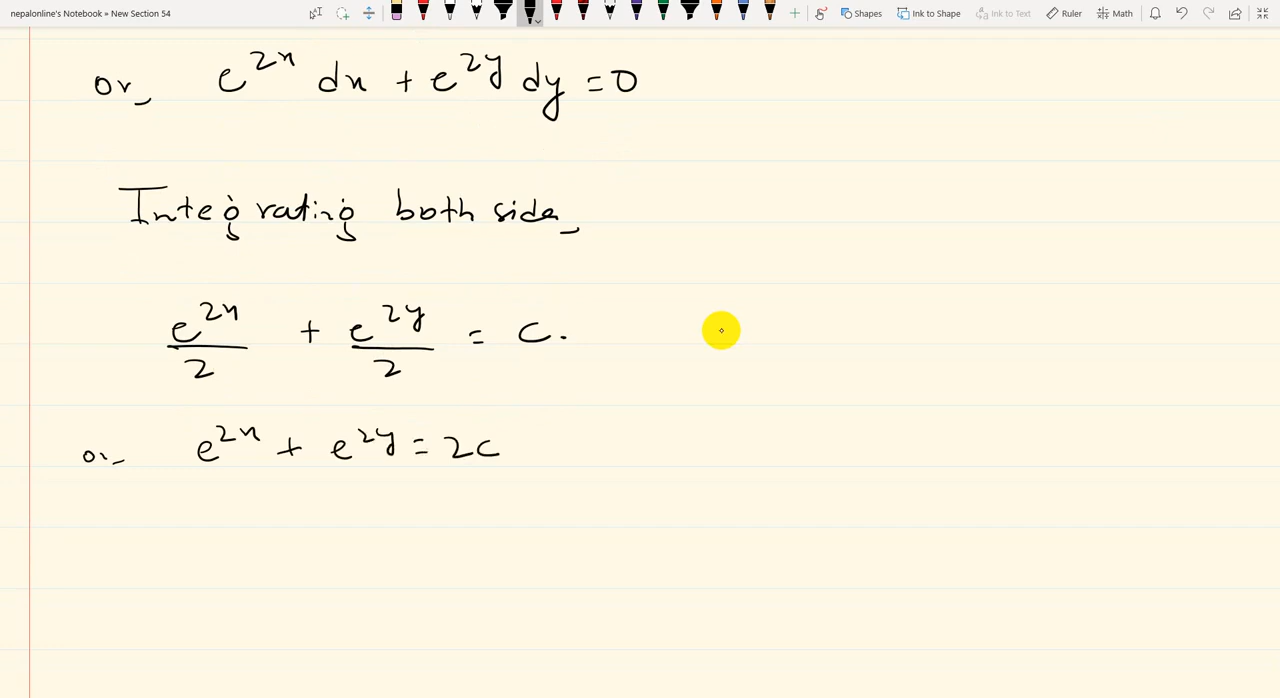 nepalonline's Notebook » New Section 54
Shapes Ink to Shape Ink to Text Ruler Math
or, e^{2x} dx + e^{2y} dy = 0
Integrating both side,
e^{2x}/2 + e^{2y}/2 = c.
or, e^{2x} + e^{2y} = 2c